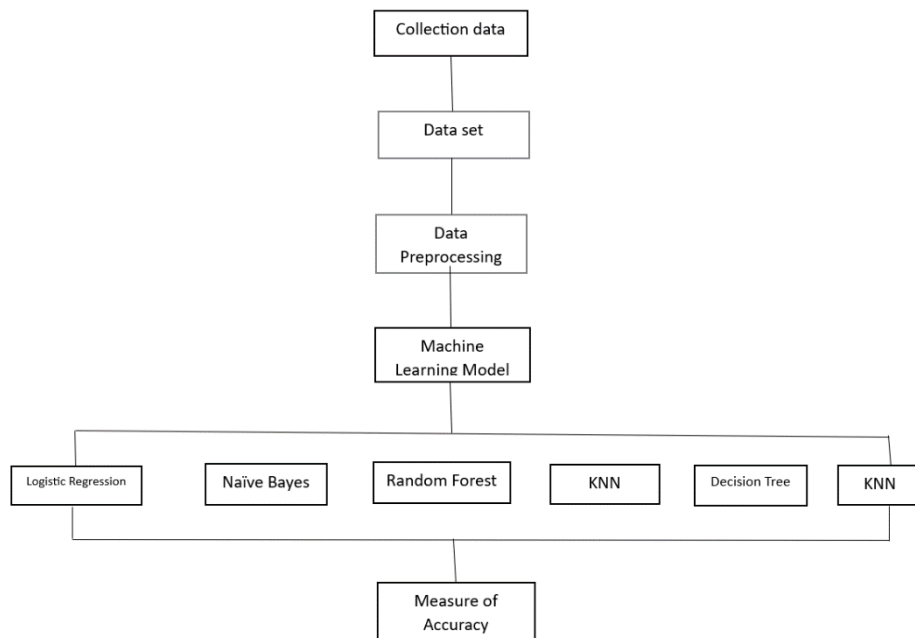 Collection data
Data set
Data
Preprocessing
Machine
Learning Model
Logistic Regression
Naïve Bayes
Random Forest
KNN
Decision Tree
KNN
Measure of
Accuracy